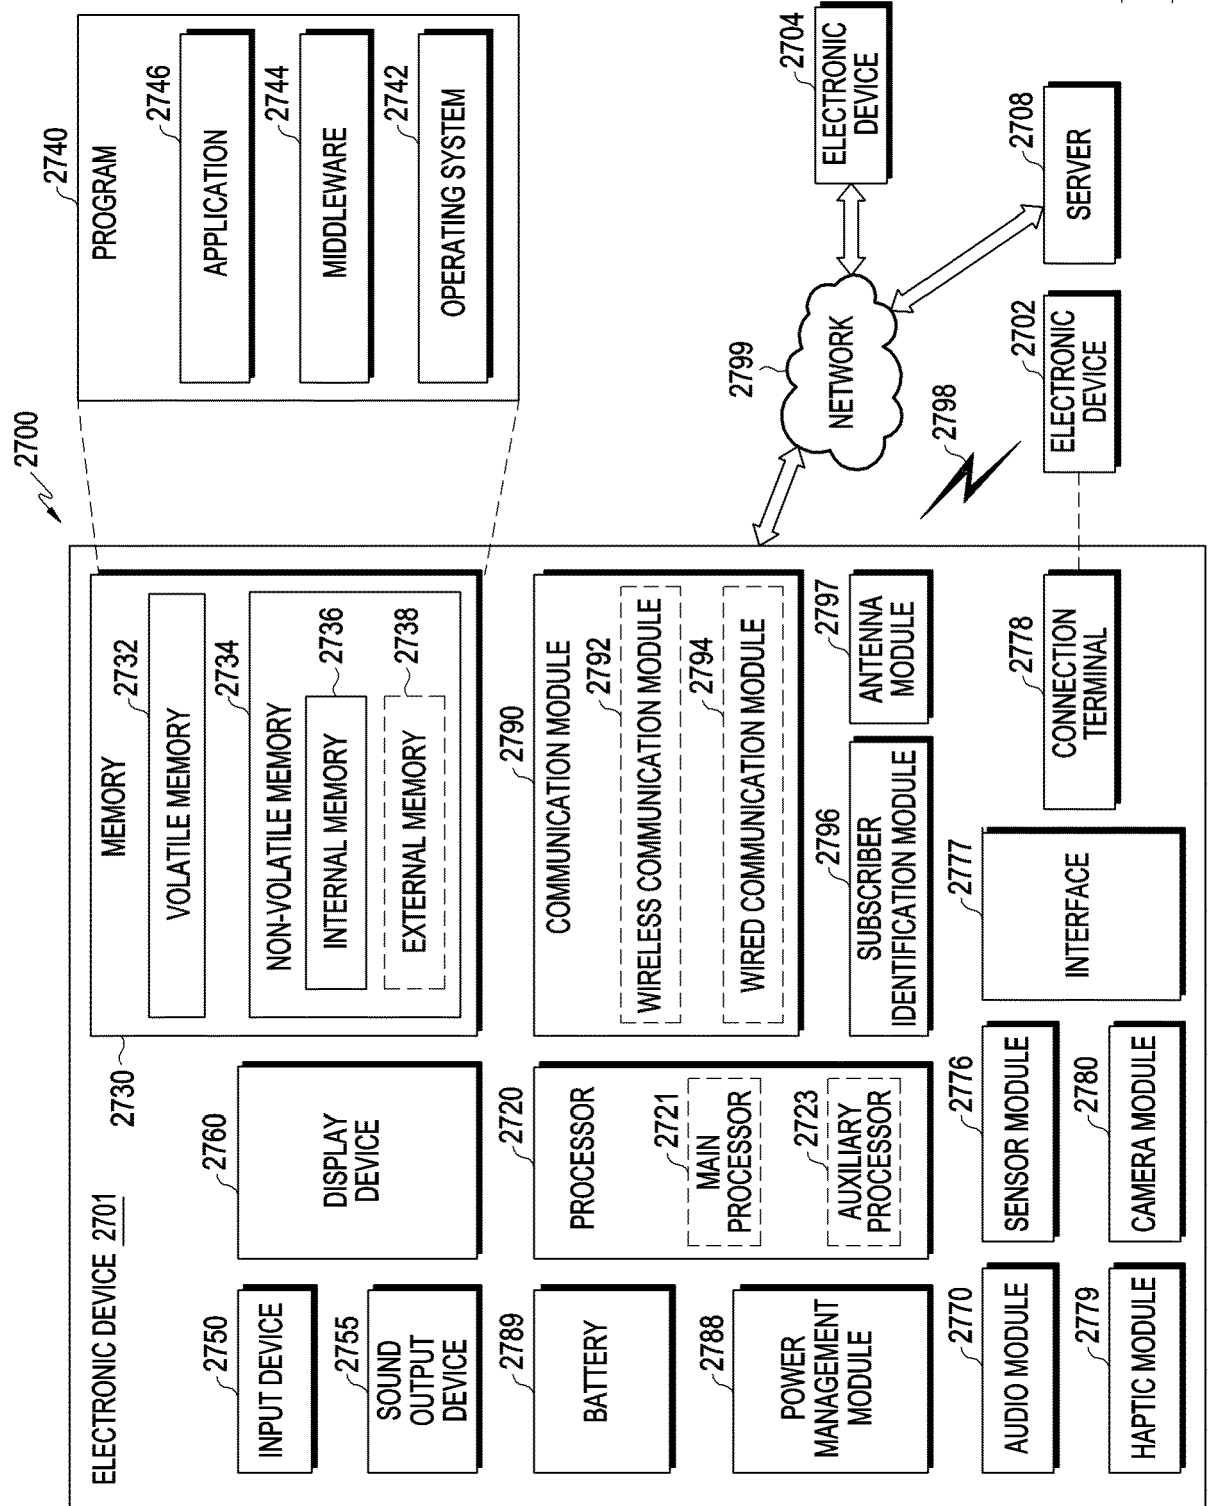 2700
ELECTRONIC DEVICE 2701
2750
INPUT DEVICE
2755
SOUND
OUTPUT
DEVICE
2789
BATTERY
2788
POWER
MANAGEMENT
MODULE
2770
AUDIO MODULE
2779
HAPTIC MODULE
2760
DISPLAY
DEVICE
2720
PROCESSOR
2721
MAIN
PROCESSOR
2723
AUXILIARY
PROCESSOR
2776
SENSOR MODULE
2780
CAMERA MODULE
2730
MEMORY
2732
VOLATILE MEMORY
2734
NON-VOLATILE MEMORY
2736
INTERNAL MEMORY
2738
EXTERNAL MEMORY
2790
COMMUNICATION MODULE
2792
WIRELESS COMMUNICATION MODULE
2794
WIRED COMMUNICATION MODULE
2796
SUBSCRIBER
IDENTIFICATION MODULE
2797
ANTENNA
MODULE
2777
INTERFACE
2778
CONNECTION
TERMINAL
2740
PROGRAM
2746
APPLICATION
2744
MIDDLEWARE
2742
OPERATING SYSTEM
2799
NETWORK
2798
2704
ELECTRONIC
DEVICE
2708
SERVER
2702
ELECTRONIC
DEVICE